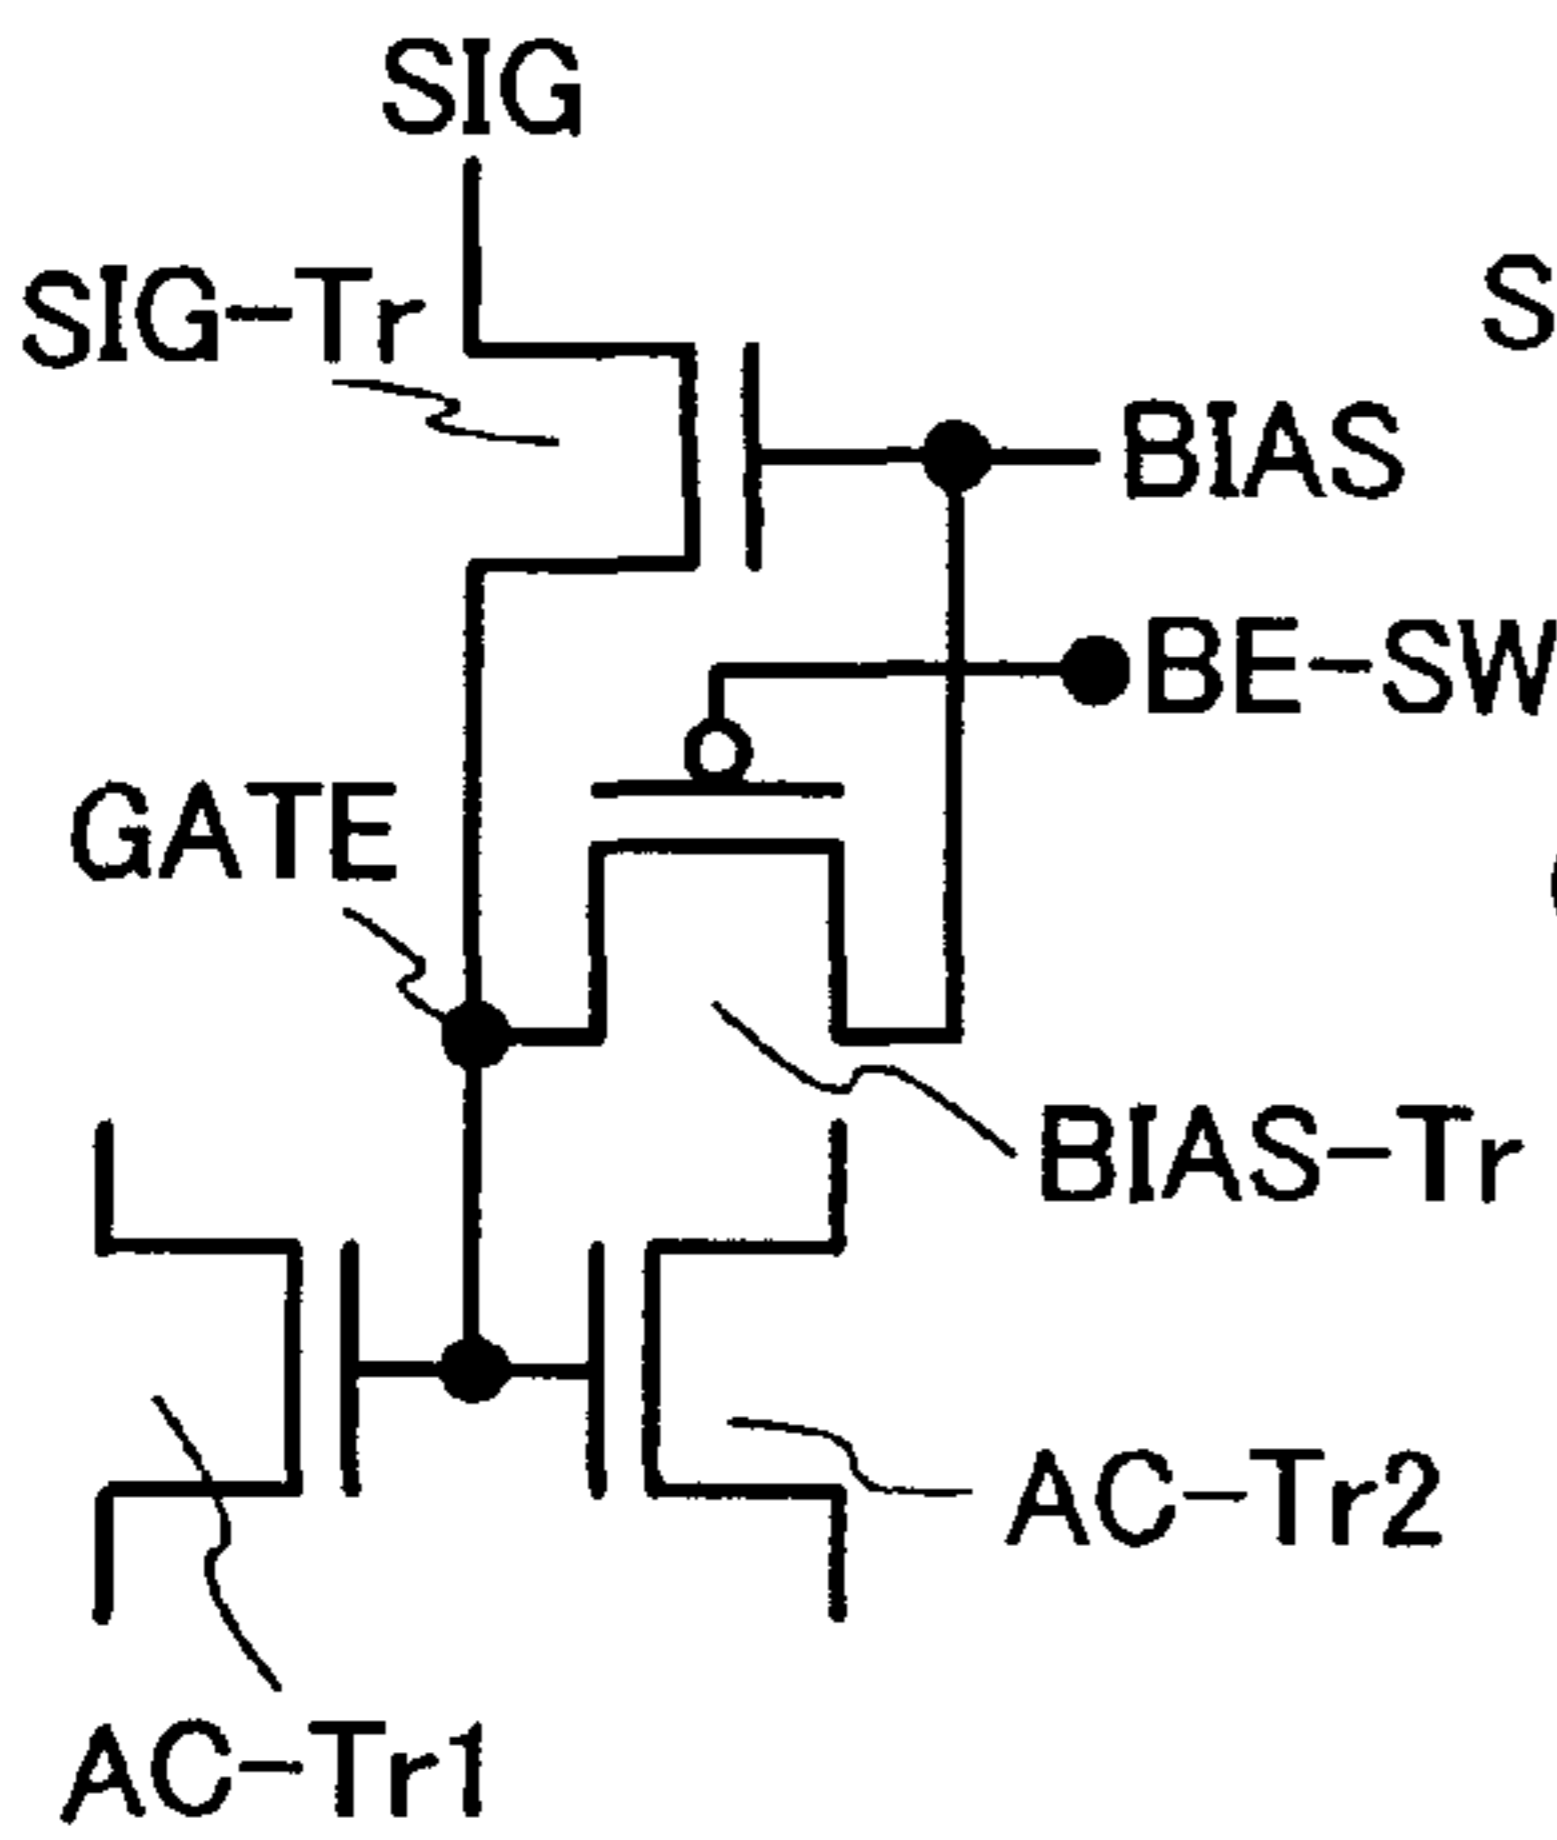 SIG
SIG-Tr
S
BIAS
BE-SW
GATE
BIAS-Tr
AC-Tr2
AC-Tr1